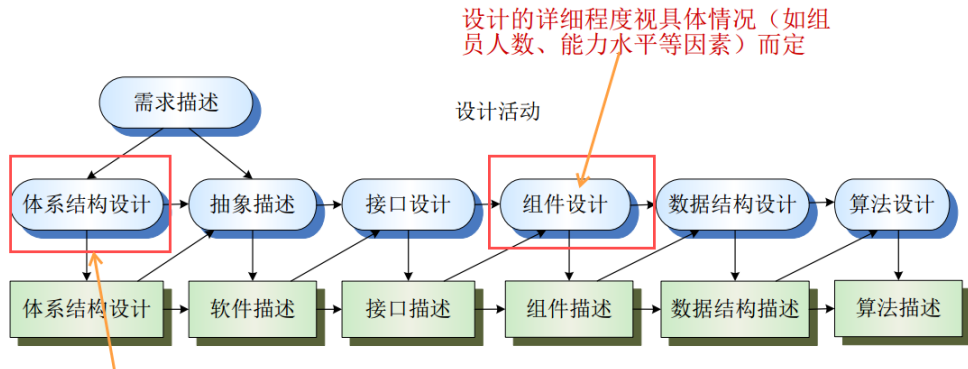 设计的详细程度视具体情况（如组
员人数、能力水平等因素）而定
需求描述
设计活动
体系结构设计
抽象描述
接口设计
组件设计
数据结构设计
算法设计
体系结构设计
软件描述
接口描述
组件描述
数据结构描述
算法描述